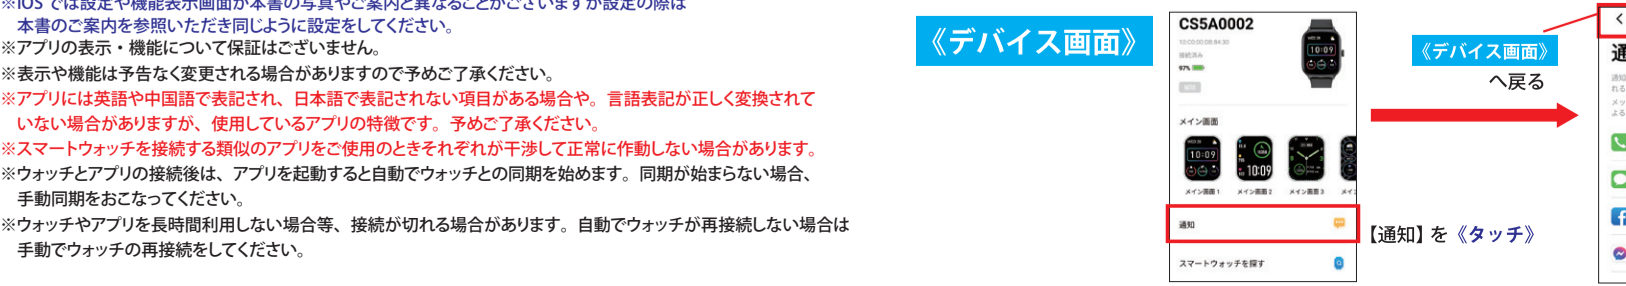 ※iOS では設定や機能表示画面が本書の写真やご案内と異なることがございますが設定の際は
本書のご案内を参照いただき同じように設定をしてください。
※アプリの表示・機能について保証はございません。
※表示や機能は予告なく変更される場合がありますので予めご了承ください。
※アプリには英語や中国語で表記され、日本語で表記されない項目がある場合や。言語表記が正しく変換されて
いない場合がありますが、使用しているアプリの特徴です。予めご了承ください。
※スマートウォッチを接続する類似のアプリをご使用のときそれぞれが干渉して正常に作動しない場合があります。
※ウォッチとアプリの接続後は、アプリを起動すると自動でウォッチとの同期を始めます。同期が始まらない場合、
手動同期をおこなってください。
※ウォッチやアプリを長時間利用しない場合等、接続が切れる場合があります。自動でウォッチが再接続しない場合は
手動でウォッチの再接続をしてください。
《デバイス画面》
CS5A0002
接続済み
97%
10:09
メイン画面
10:09
10:09
メイン画面 1
メイン画面 2
メイン画面 3
メイン
通知
スマートウォッチを探す
【通知】を《タッチ》
《デバイス画面》
へ戻る
<
通
通知
れる
メッ
よる